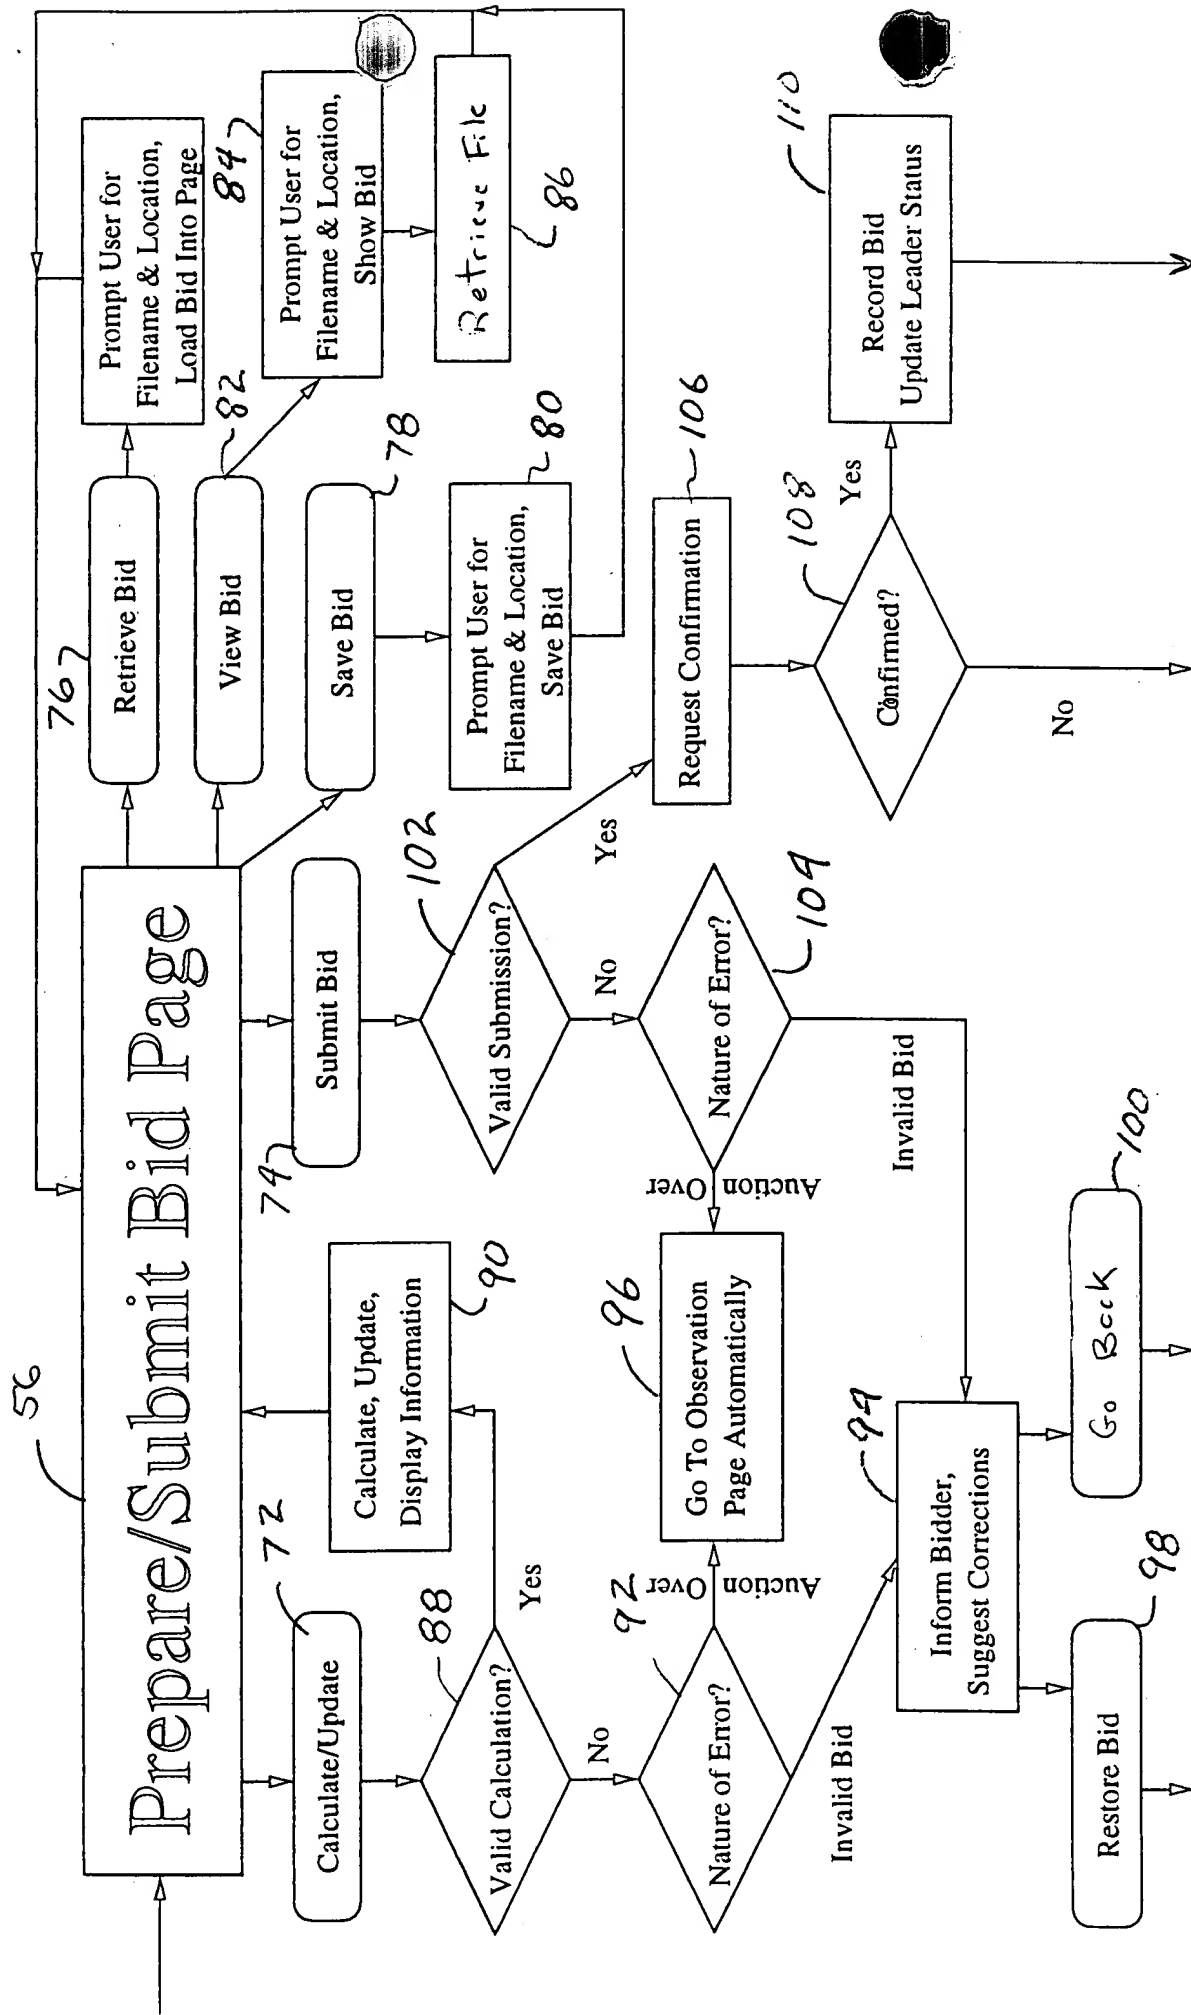 56
Prepare/Submit Bid Page
76
Retrieve Bid
Prompt User for
Filename & Location,
Load Bid Into Page
82
View Bid
84
Prompt User for
Filename & Location,
Show Bid
Retrieve File
86
78
Save Bid
Prompt User for
Filename & Location,
Save Bid
80
72
Calculate/Update
88
Valid Calculation?
Yes
No
Calculate, Update,
Display Information
90
74
Submit Bid
102
Valid Submission?
Yes
No
92
Nature of Error?
Auction Over
Invalid Bid
96
Go To Observation
Page Automatically
Auction Over
Nature of Error?
104
Invalid Bid
106
Request Confirmation
108
Confirmed?
Yes
No
110
Record Bid
Update Leader Status
94
Inform Bidder,
Suggest Corrections
98
Restore Bid
100
Go Back